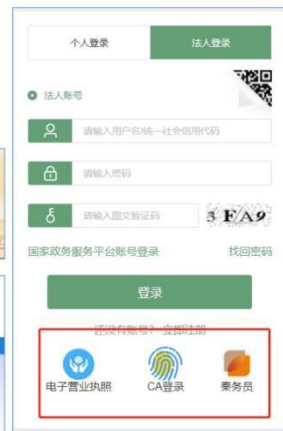 个人登录 法人登录
法人账号
请输入用户名/统一社会信用代码
请输入密码
请输入图文验证码 3 FA9
国家政务服务平台账号登录 找回密码
登录
还没有账号？ 立即注册
电子营业执照 CA登录 秦务员